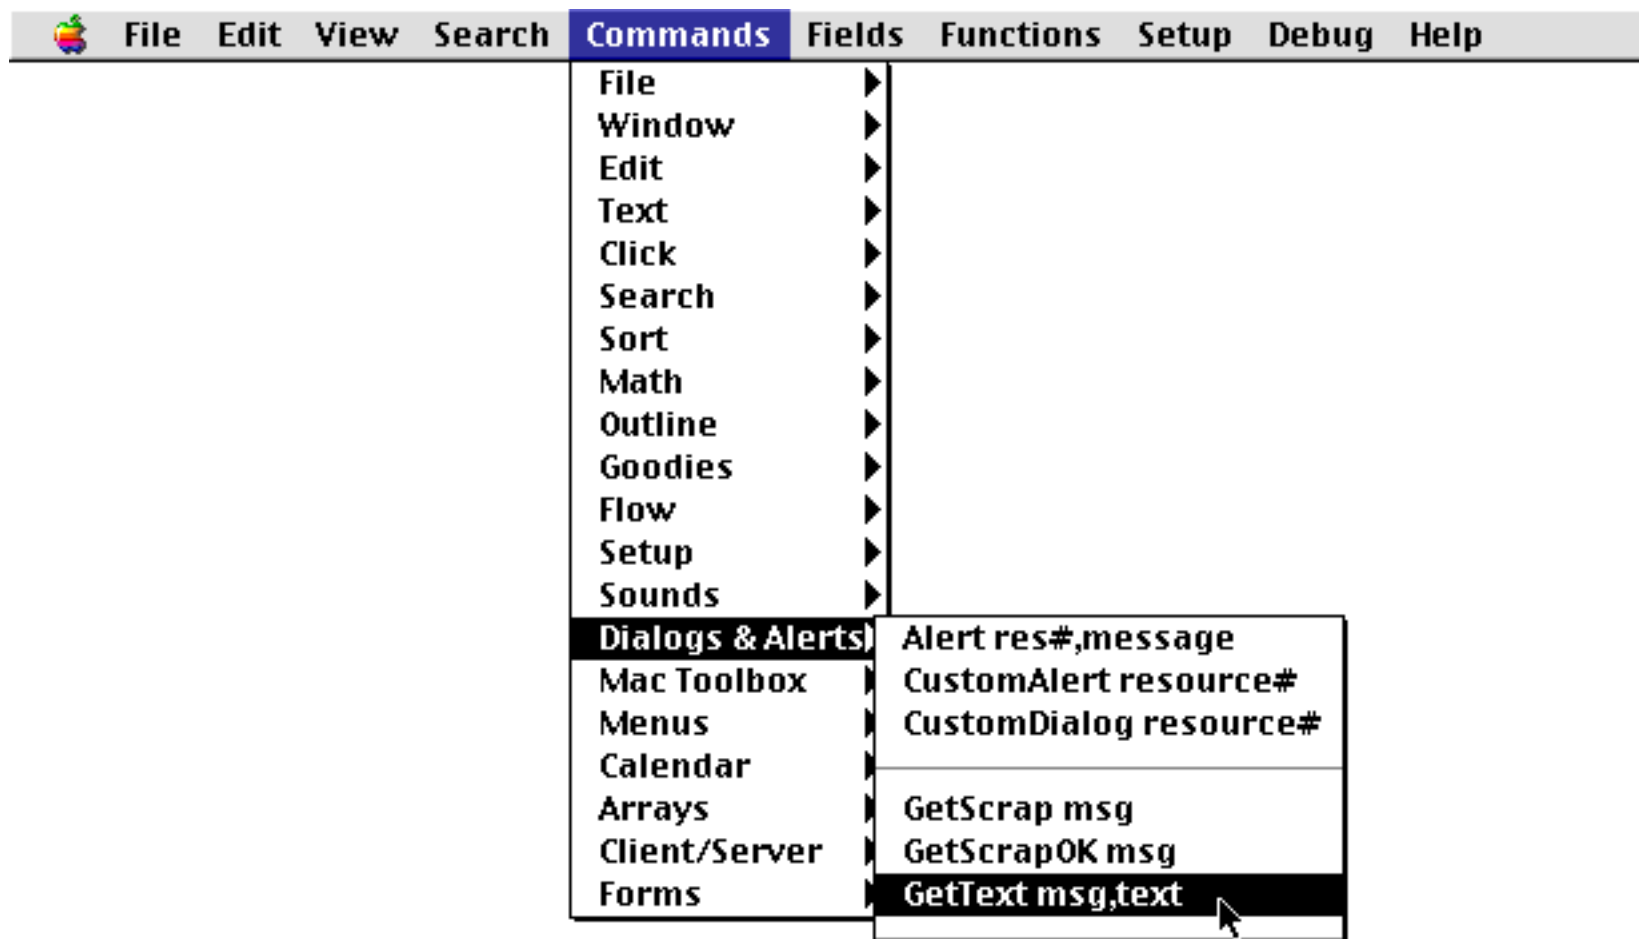 File Edit View Search Commands Fields Functions Setup Debug Help
File
Window
Edit
Text
Click
Search
Sort
Math
Outline
Goodies
Flow
Setup
Sounds
Dialogs & Alerts
Mac Toolbox
Menus
Calendar
Arrays
Client/Server
Forms
Alert res#,message
CustomAlert resource#
CustomDialog resource#
GetScrap msg
GetScrapOK msg
GetText msg,text